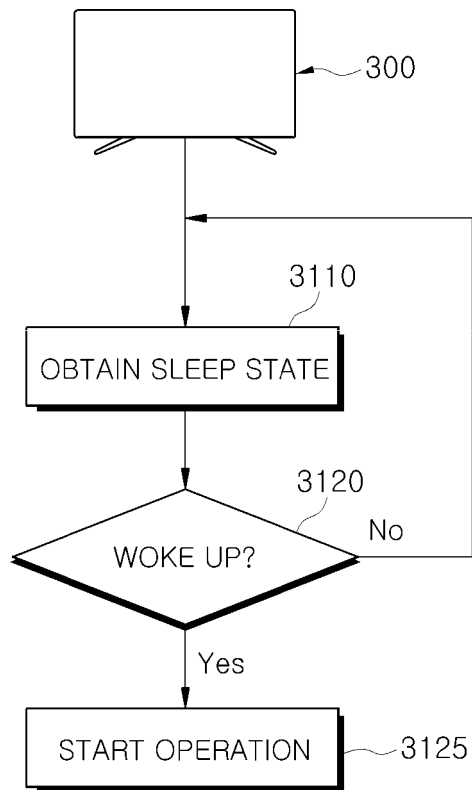 300
3110
OBTAIN SLEEP STATE
3120
No
WOKE UP?
Yes
START OPERATION
3125